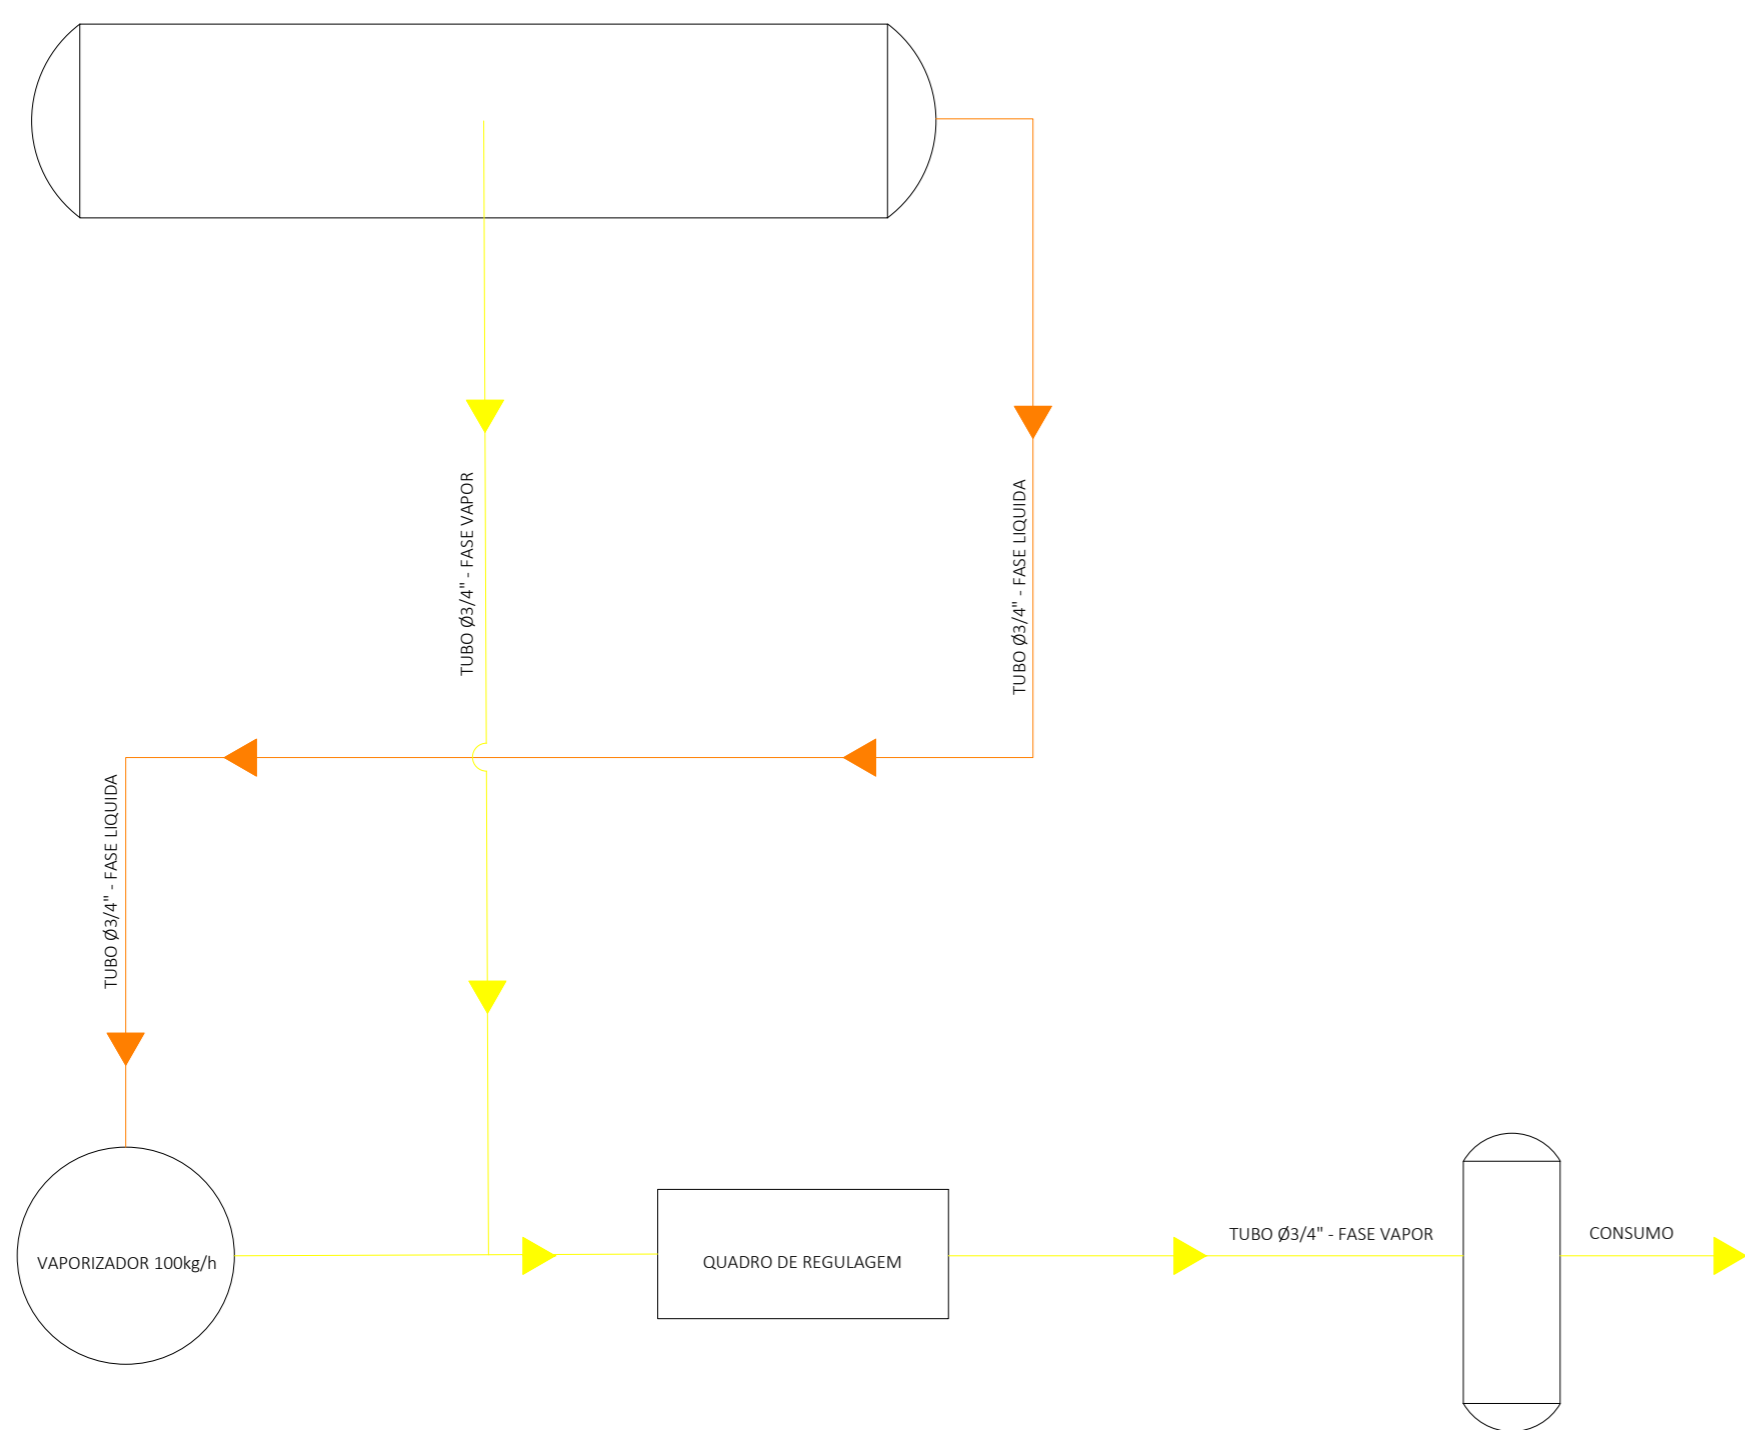 TUBO Ø3/4" - FASE VAPOR
TUBO Ø3/4" - FASE LIQUIDA
TUBO Ø3/4" - FASE LIQUIDA
VAPORIZADOR 100kg/h
QUADRO DE REGULAGEM
TUBO Ø3/4" - FASE VAPOR
CONSUMO